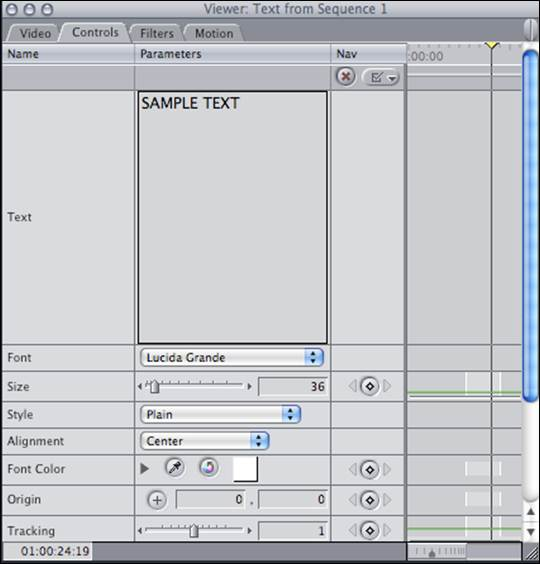 Viewer: Text from Sequence 1
Video Controls Filters Motion
Name Parameters Nav
:00:00
SAMPLE TEXT
Text
Font Lucida Grande
Size 36
Style Plain
Alignment Center
Font Color
Origin 0 , 0
Tracking 1
01:00:24:19